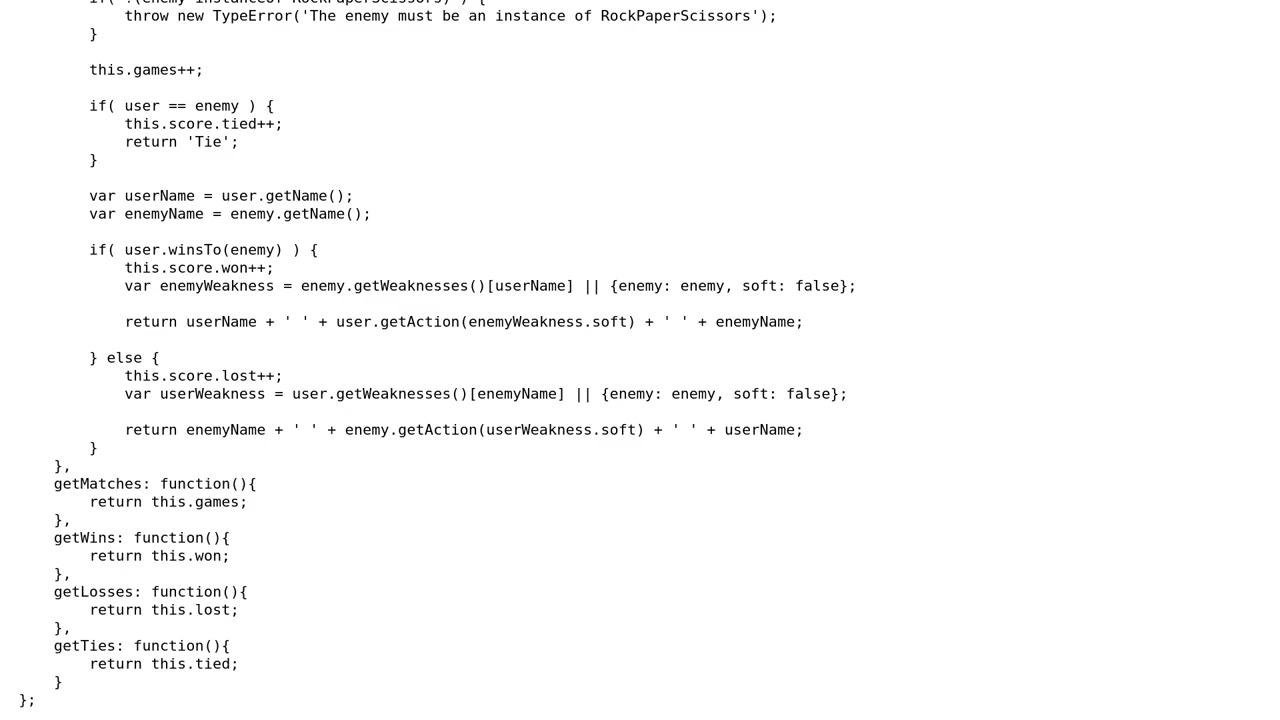 if( !(enemy instanceof RockPaperScissors) ) {
throw new TypeError('The enemy must be an instance of RockPaperScissors');
}
this.games++;
if( user == enemy ) {
this.score.tied++;
return 'Tie';
}
var userName = user.getName();
var enemyName = enemy.getName();
if( user.winsTo(enemy) ) {
this.score.won++;
var enemyWeakness = enemy.getWeaknesses()[userName] || {enemy: enemy, soft: false};
return userName + ' ' + user.getAction(enemyWeakness.soft) + ' ' + enemyName;
} else {
this.score.lost++;
var userWeakness = user.getWeaknesses()[enemyName] || {enemy: enemy, soft: false};
return enemyName + ' ' + enemy.getAction(userWeakness.soft) + ' ' + userName;
}
},
getMatches: function(){
return this.games;
},
getWins: function(){
return this.won;
},
getLosses: function(){
return this.lost;
},
getTies: function(){
return this.tied;
}
};